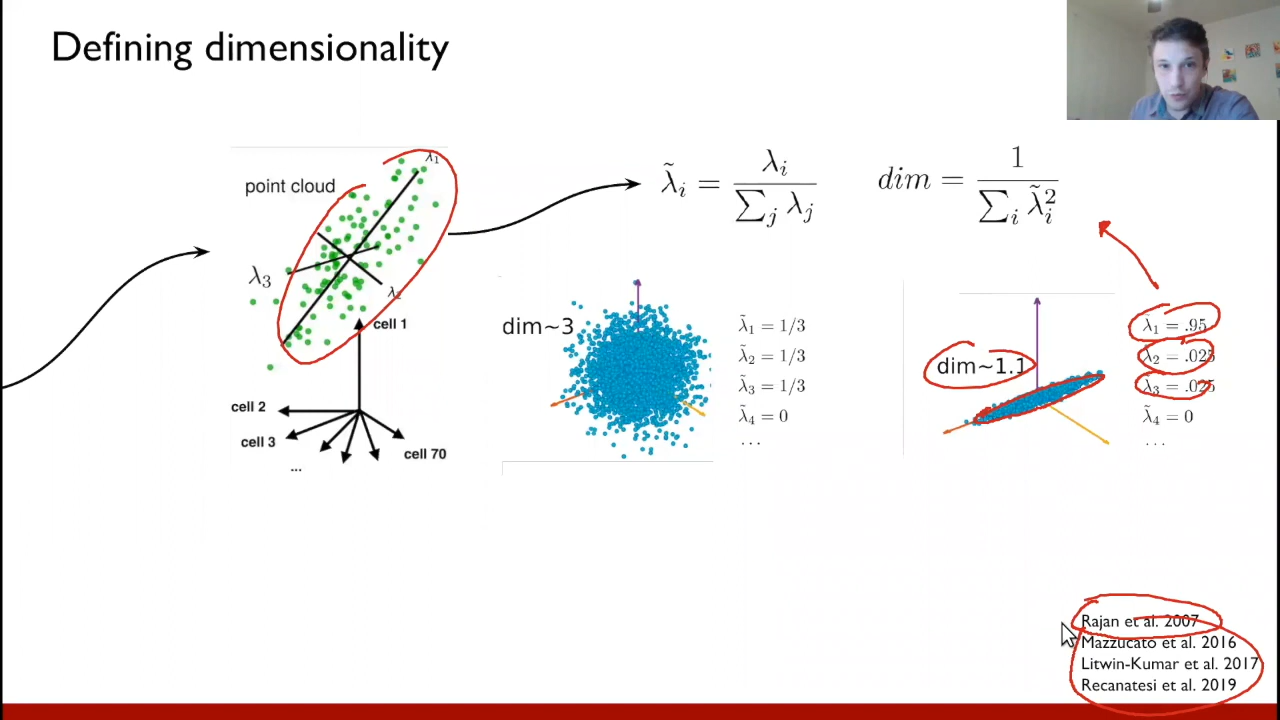 Defining dimensionality
point cloud
λ₁
λ₃
λ₂
cell 1
cell 2
cell 3
...
cell 70
λ̃ᵢ = λᵢ / ∑ⱼ λⱼ
dim = 1 / ∑ᵢ λ̃ᵢ²
dim~3
λ̃₁ = 1/3
λ̃₂ = 1/3
λ̃₃ = 1/3
λ̃₄ = 0
...
dim~1.1
λ̃₁ = .95
λ̃₂ = .025
λ̃₃ = .025
λ̃₄ = 0
...
Rajan et al. 2007
Mazzucato et al. 2016
Litwin-Kumar et al. 2017
Recanatesi et al. 2019